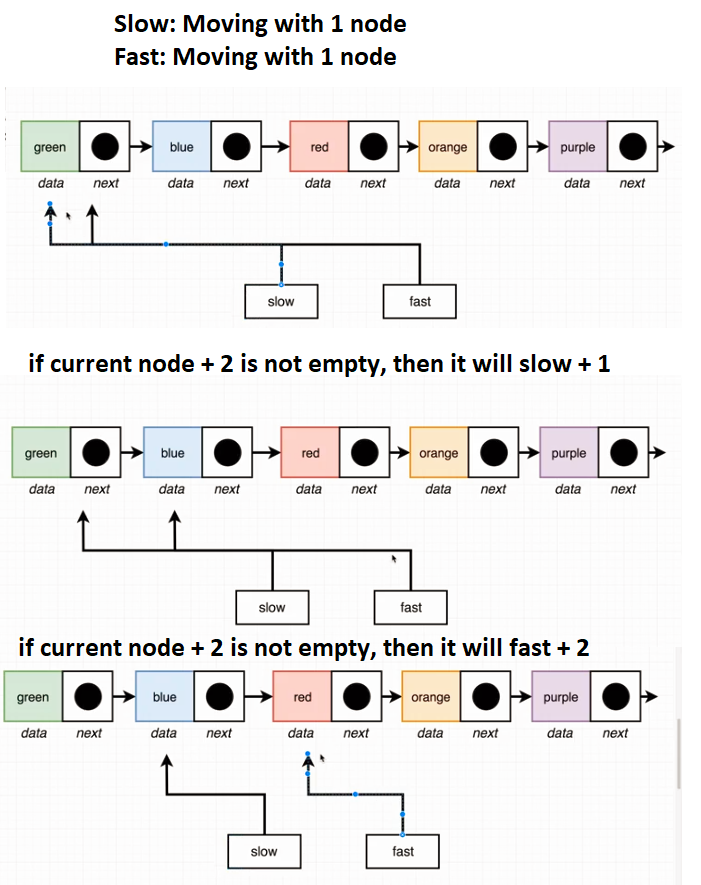 Slow: Moving with 1 node
Fast: Moving with 1 node
green blue red orange purple
data next data next data next data next data next
slow fast
if current node + 2 is not empty, then it will slow + 1
green blue red orange purple
data next data next data next data next data next
slow fast
if current node + 2 is not empty, then it will fast + 2
green blue red orange purple
data next data next data next data next data next
slow fast